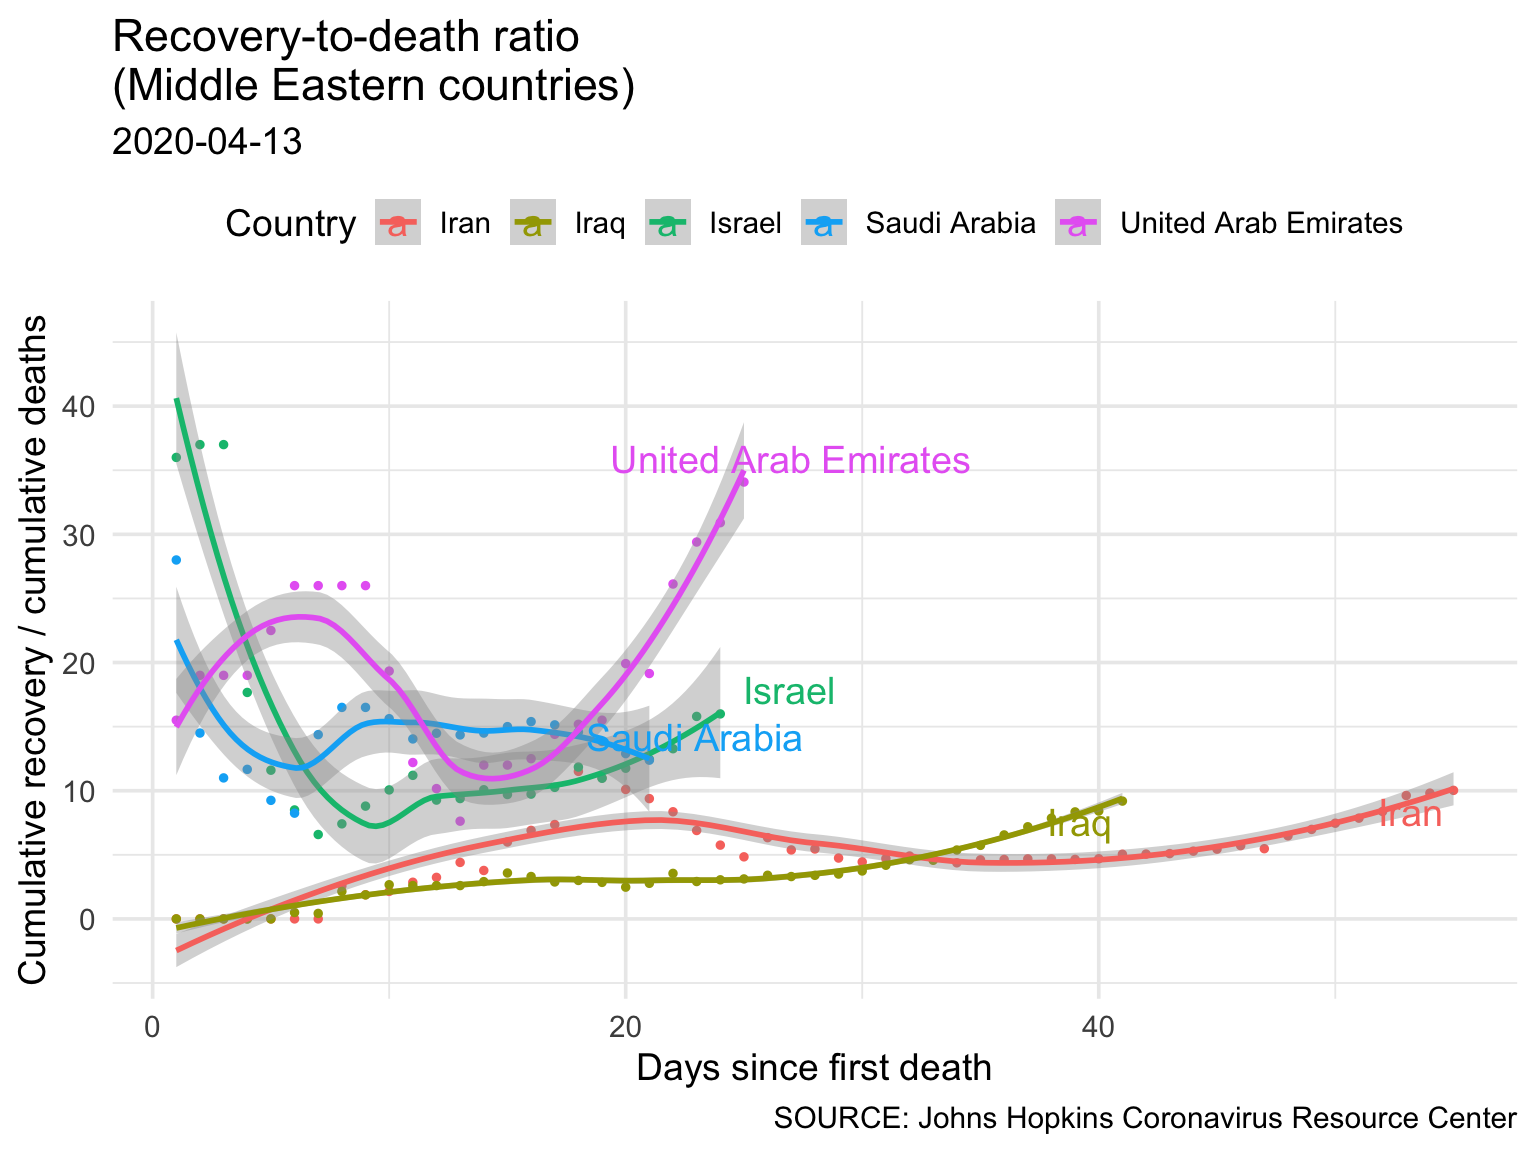 Recovery-to-death ratio
(Middle Eastern countries)
2020-04-13
Country a Iran a Iraq a Israel a Saudi Arabia a United Arab Emirates
Cumulative recovery / cumulative deaths
40
30
20
10
0
United Arab Emirates
Israel
Saudi Arabia
Iraq
Iran
0 20 40
Days since first death
SOURCE: Johns Hopkins Coronavirus Resource Center